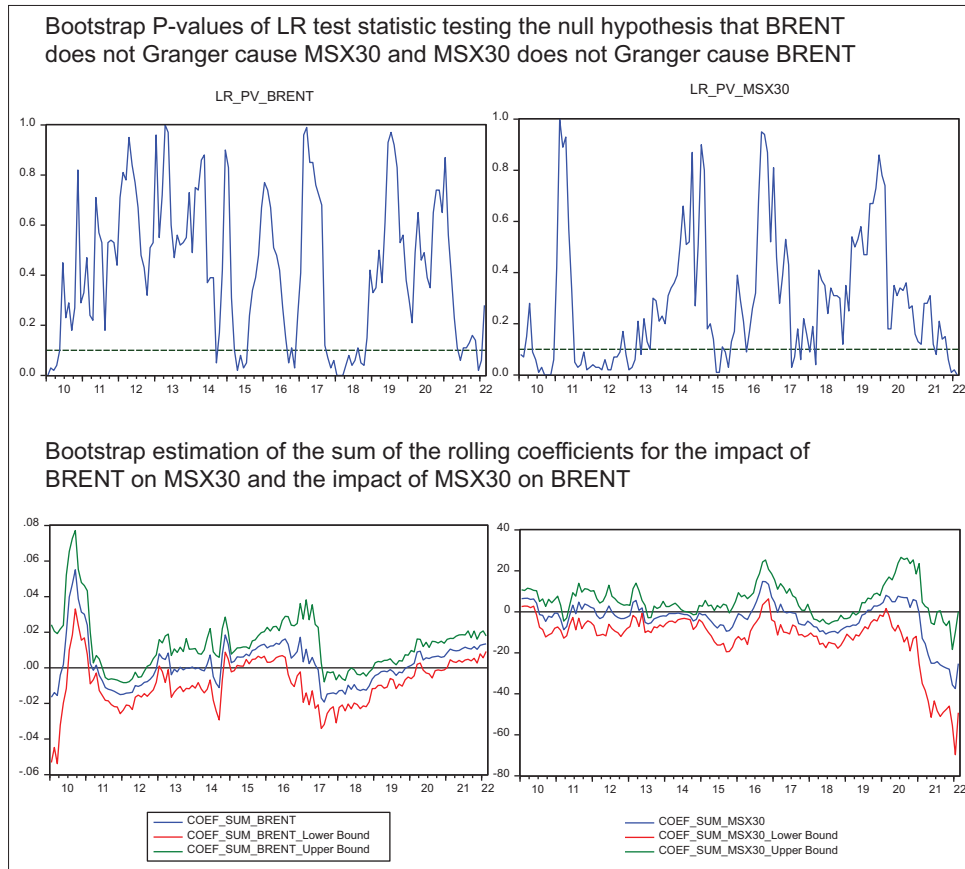 Bootstrap P-values of LR test statistic testing the null hypothesis that BRENT
does not Granger cause MSX30 and MSX30 does not Granger cause BRENT
LR_PV_BRENT
1.0
0.8
0.6
0.4
0.2
0.0
10 11 12 13 14 15 16 17 18 19 20 21 22
LR_PV_MSX30
1.0
0.8
0.6
0.4
0.2
0.0
10 11 12 13 14 15 16 17 18 19 20 21 22
Bootstrap estimation of the sum of the rolling coefficients for the impact of
BRENT on MSX30 and the impact of MSX30 on BRENT
.08
.06
.04
.02
.00
-.02
-.04
-.06
10 11 12 13 14 15 16 17 18 19 20 21 22
COEF_SUM_BRENT
COEF_SUM_BRENT_Lower Bound
COEF_SUM_BRENT_Upper Bound
40
20
0
-20
-40
-60
-80
10 11 12 13 14 15 16 17 18 19 20 21 22
COEF_SUM_MSX30
COEF_SUM_MSX30_Lower Bound
COEF_SUM_MSX30_Upper Bound